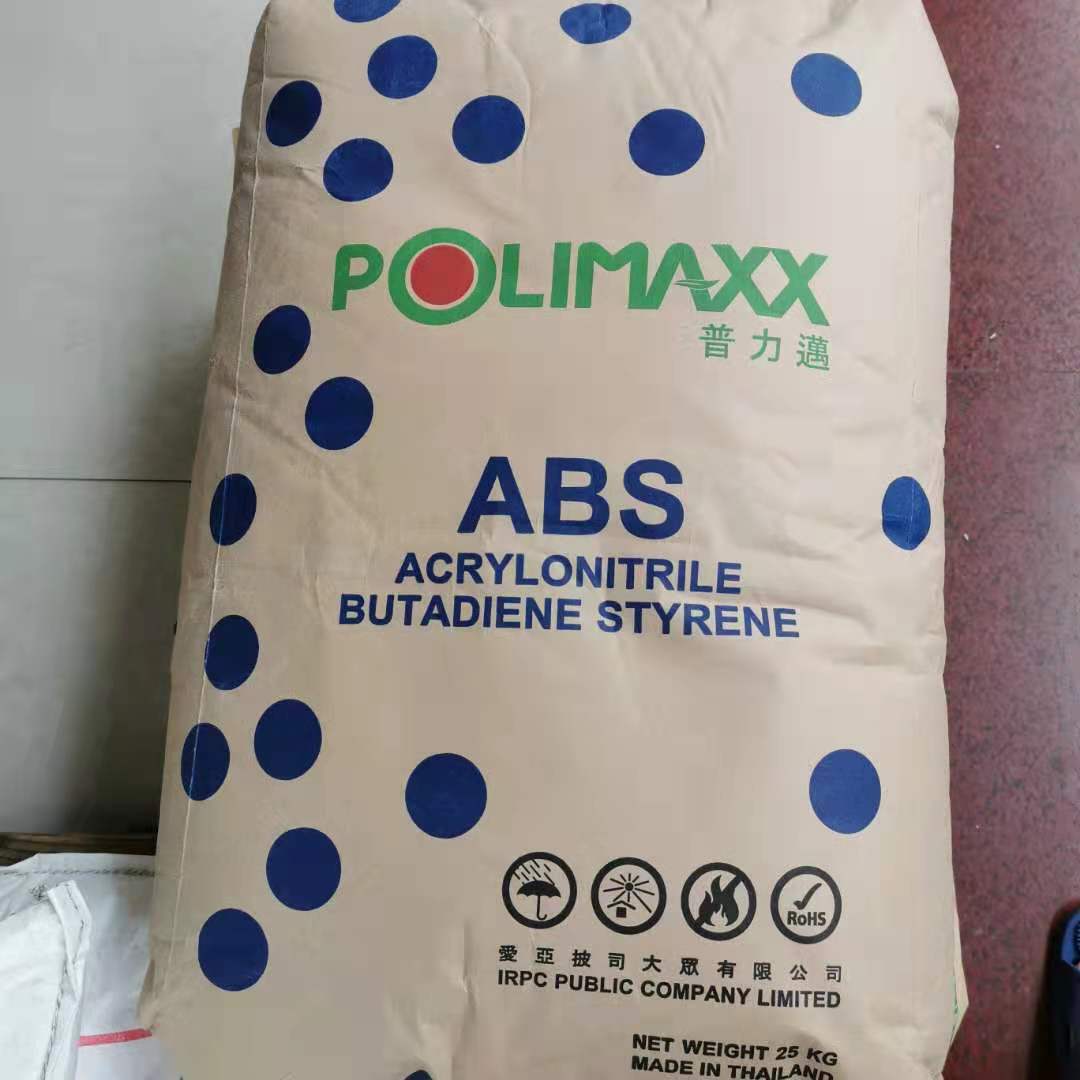 POLIMAXX
普力邁
ABS
ACRYLONITRILE
BUTADIENE STYRENE
RoHS
愛亞披司大眾有限公司
IRPC PUBLIC COMPANY LIMITED
NET WEIGHT 25 KG
MADE IN THAILAND